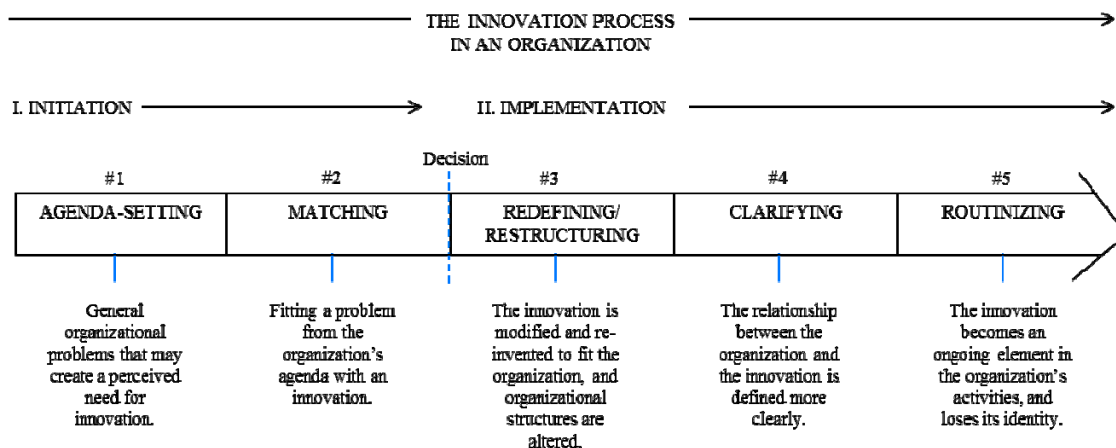 THE INNOVATION PROCESS
IN AN ORGANIZATION
I. INITIATION
II. IMPLEMENTATION
Decision
#1
#2
#3
#4
#5
AGENDA-SETTING
MATCHING
REDEFINING/
RESTRUCTURING
CLARIFYING
ROUTINIZING
General
organizational
problems that may
create a perceived
need for
innovation.
Fitting a problem
from the
organization's
agenda with an
innovation.
The innovation is
modified and re-
invented to fit the
organization, and
organizational
structures are
altered.
The relationship
between the
organization and
the innovation is
defined more
clearly.
The innovation
becomes an
ongoing element in
the organization's
activities, and
loses its identity.